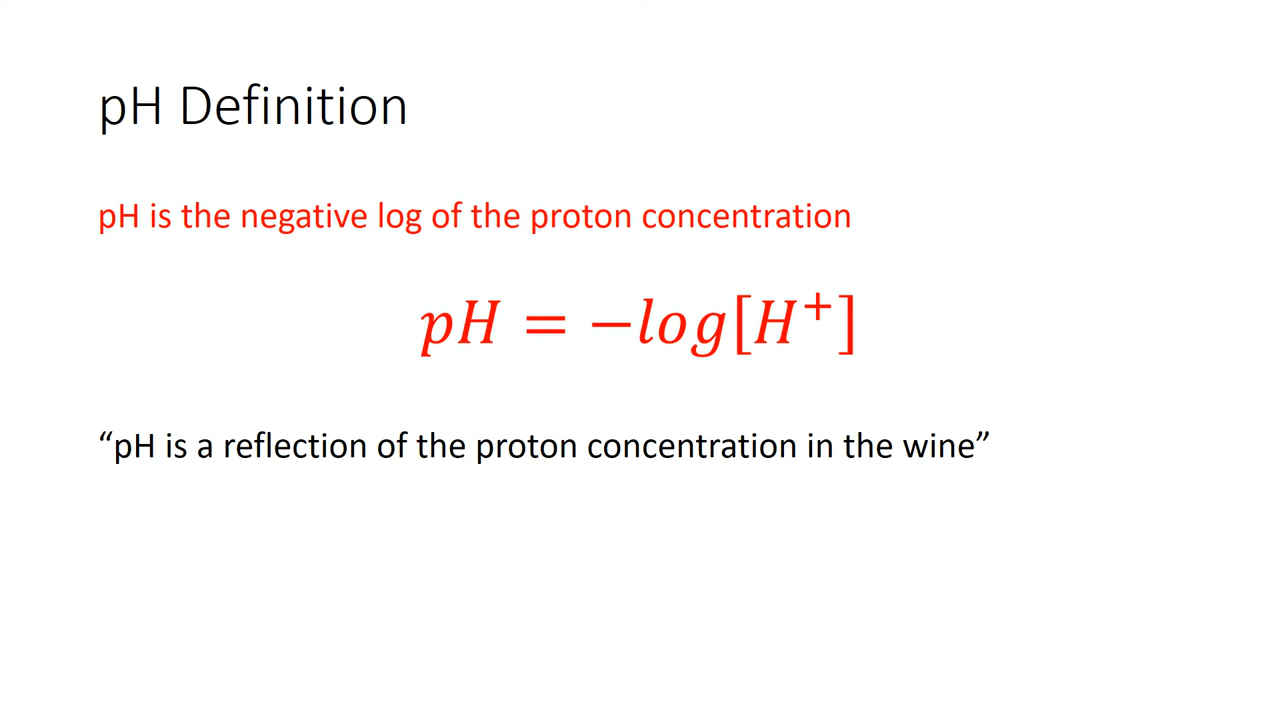 pH Definition
pH is the negative log of the proton concentration
pH = −log[H⁺]
“pH is a reflection of the proton concentration in the wine”